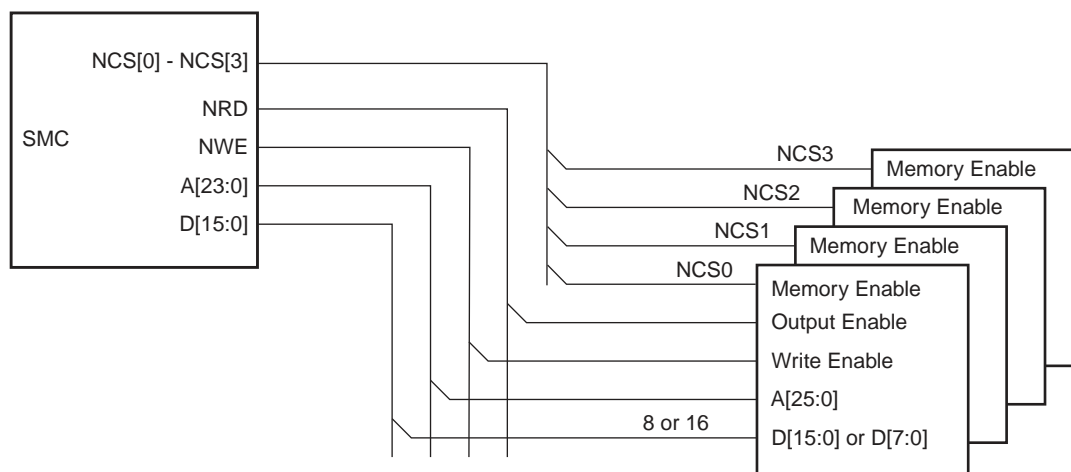 NCS[0] - NCS[3]
NRD
SMC
NWE
A[23:0]
D[15:0]
NCS3
Memory Enable
NCS2
Memory Enable
NCS1
Memory Enable
NCS0
Memory Enable
Output Enable
Write Enable
A[25:0]
8 or 16
D[15:0] or D[7:0]